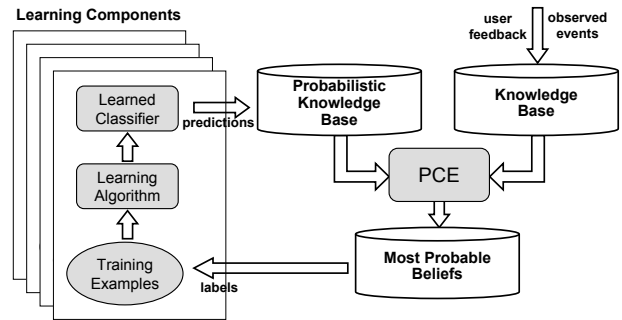 Learning Components
user
feedback
observed
events
Learned
Classifier
predictions
Probabilistic
Knowledge
Base
Knowledge
Base
Learning
Algorithm
PCE
Training
Examples
labels
Most Probable
Beliefs